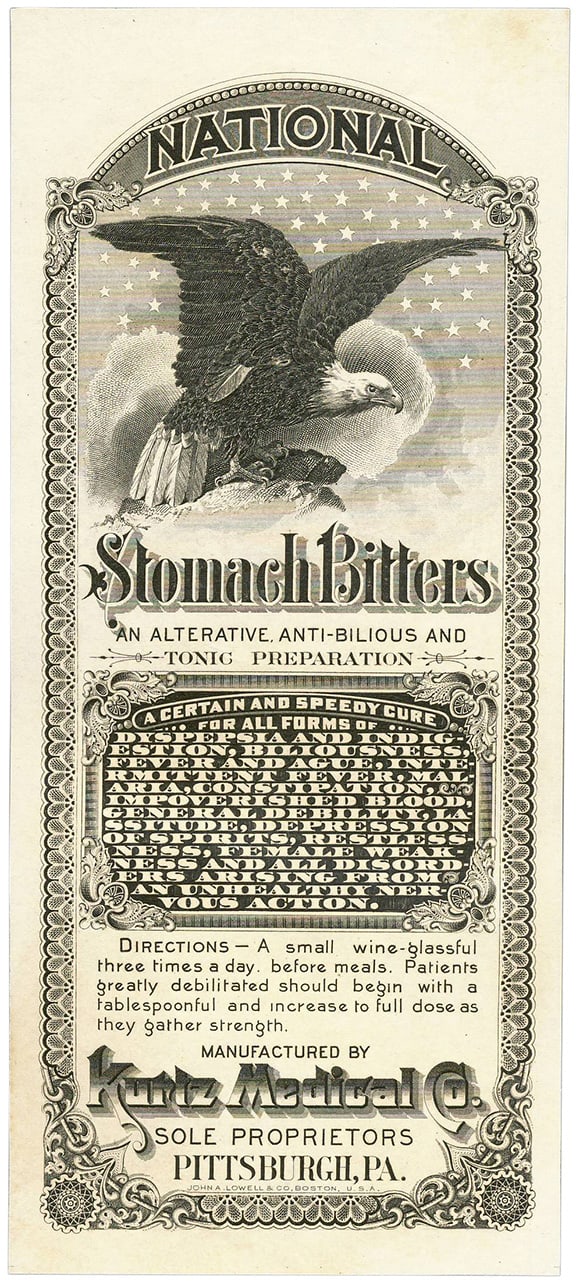 NATIONAL
Stomach Bitters
AN ALTERATIVE, ANTI-BILIOUS AND
TONIC PREPARATION
A CERTAIN AND SPEEDY CURE
FOR ALL FORMS OF
DYSPEPSIA AND INDIG-
ESTION, BILIOUSNESS,
FEVER AND AGUE, INTE
RMITTENT FEVER, MAL
ARIA, CONSTIPATION,
IMPOVERISHED BLOOD,
GENERAL DEBILITY, LA
SSITUDE, DEPRESSION
OF SPIRITS, RESTLESS
NESS, FEMALE WEAK
NESS AND ALL DISORD
ERS ARISING FROM
AN UNHEALTHY NER
VOUS ACTION.
DIRECTIONS — A small wine-glassful
three times a day. before meals. Patients
greatly debilitated should begin with a
tablespoonful and increase to full dose as
they gather strength.
MANUFACTURED BY
Kurtz Medical Co.
SOLE PROPRIETORS
PITTSBURGH, PA.
JOHN A. LOWELL & CO, BOSTON, U.S.A.